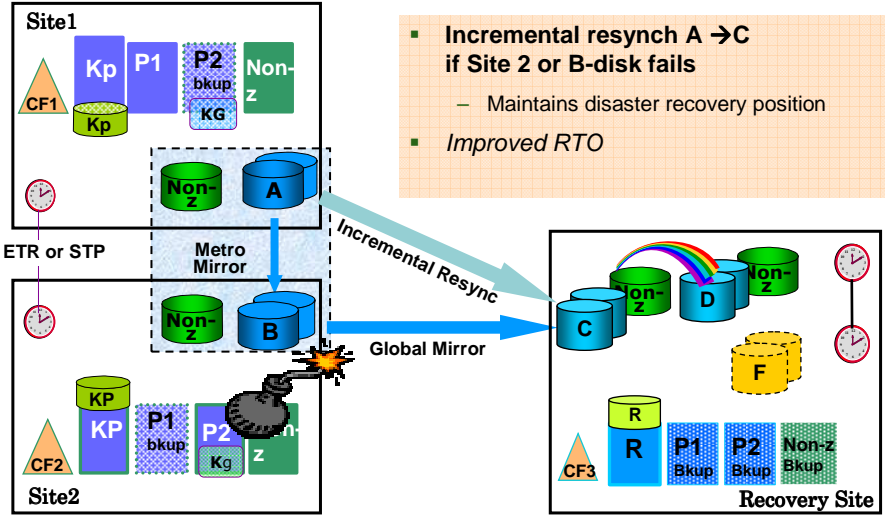 Site1
Kp
P1
P2
bkup
Non-
z
CF1
Kp
KG
Non-
z
A
ETR or STP
Metro
Mirror
Incremental Resync
Non-
z
B
Global Mirror
KP
KP
P1
bkup
P2
Kg
n-
z
CF2
Site2
▪ Incremental resynch A →C
if Site 2 or B-disk fails
– Maintains disaster recovery position
▪ Improved RTO
C
Non-
z
D
Non-
z
F
R
R
P1
Bkup
P2
Bkup
Non-z
Bkup
CF3
Recovery Site